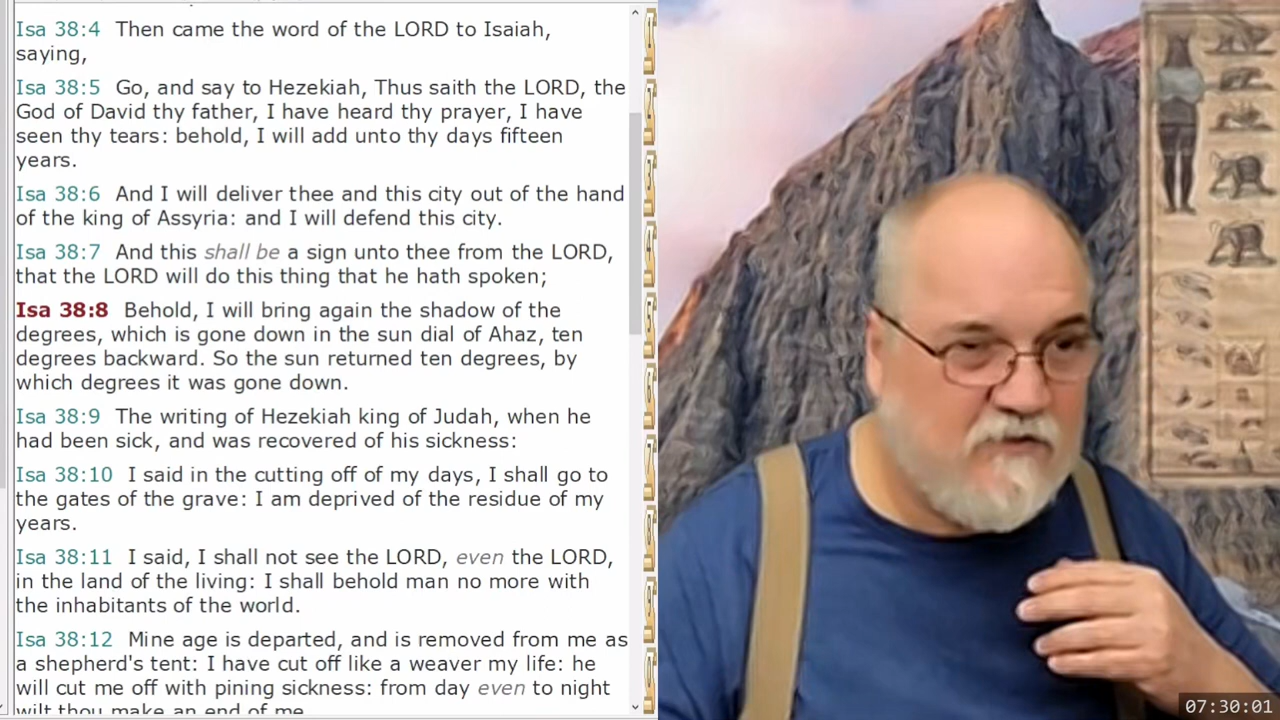 Isa 38:4 Then came the word of the LORD to Isaiah,
saying,
Isa 38:5 Go, and say to Hezekiah, Thus saith the LORD, the
God of David thy father, I have heard thy prayer, I have
seen thy tears: behold, I will add unto thy days fifteen
years.
Isa 38:6 And I will deliver thee and this city out of the hand
of the king of Assyria: and I will defend this city.
Isa 38:7 And this shall be a sign unto thee from the LORD,
that the LORD will do this thing that he hath spoken;
Isa 38:8 Behold, I will bring again the shadow of the
degrees, which is gone down in the sun dial of Ahaz, ten
degrees backward. So the sun returned ten degrees, by
which degrees it was gone down.
Isa 38:9 The writing of Hezekiah king of Judah, when he
had been sick, and was recovered of his sickness:
Isa 38:10 I said in the cutting off of my days, I shall go to
the gates of the grave: I am deprived of the residue of my
years.
Isa 38:11 I said, I shall not see the LORD, even the LORD,
in the land of the living: I shall behold man no more with
the inhabitants of the world.
Isa 38:12 Mine age is departed, and is removed from me as
a shepherd's tent: I have cut off like a weaver my life: he
will cut me off with pining sickness: from day even to night
wilt thou make an end of me
07:30:01